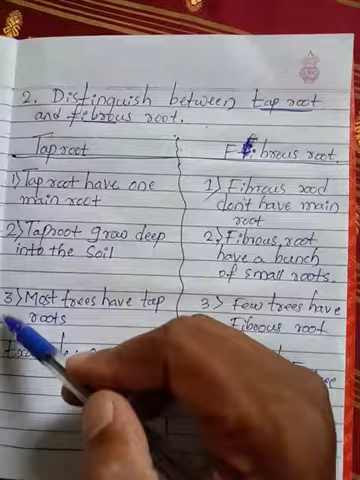 2. Distinguish between tap root
and fibrous root.
Tap root
1) Tap root have one
main root
2) Taproot grow deep
into the soil
3) Most trees have tap
roots
Fibrous root.
1) Fibrous rood
don't have main
root
2) Fibrous root
have a bunch
of small roots.
3) Few trees have
Fibrous root